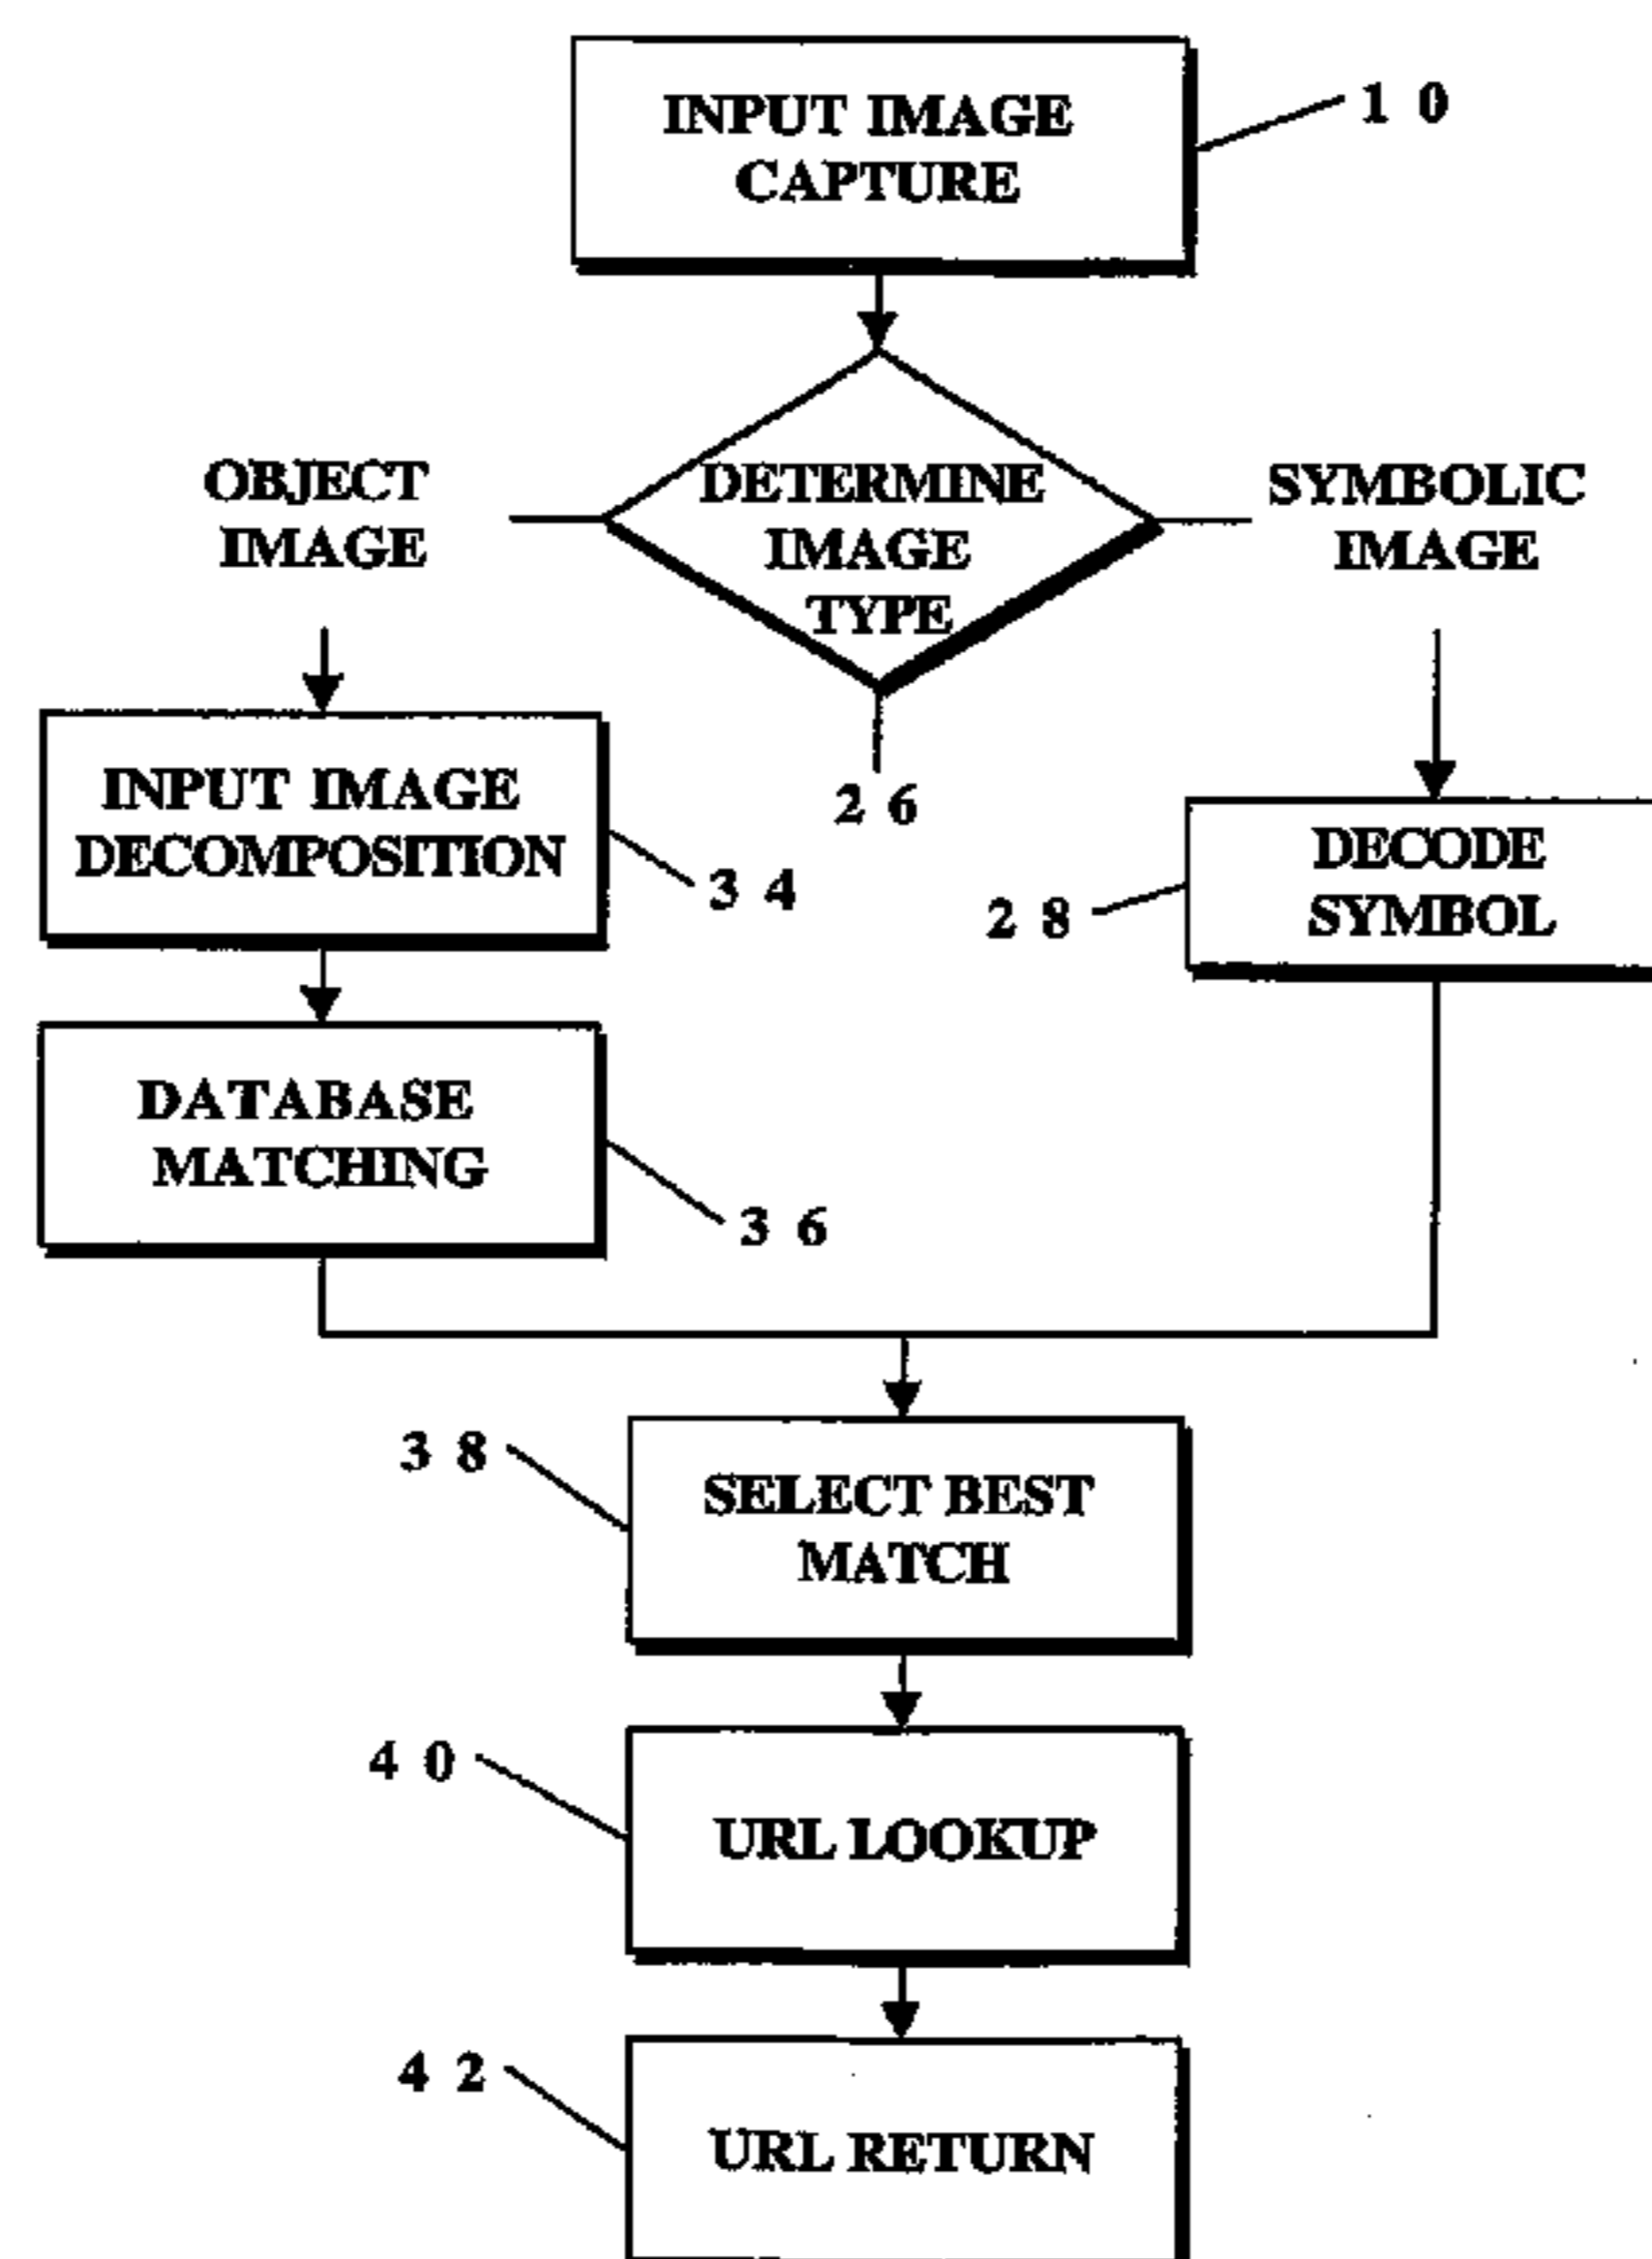 INPUT IMAGE
CAPTURE
1 0
OBJECT
IMAGE
DETERMINE
IMAGE
TYPE
SYMBOLIC
IMAGE
2 6
INPUT IMAGE
DECOMPOSITION
3 4
2 8
DECODE
SYMBOL
DATABASE
MATCHING
3 6
3 8
SELECT BEST
MATCH
4 0
URL LOOKUP
4 2
URL RETURN